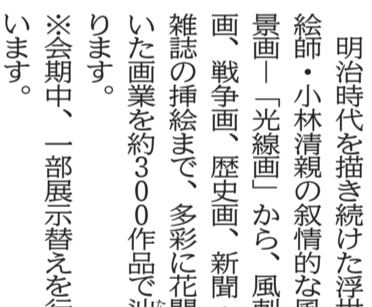 明治時代を描き続けた浮世
絵師・小林清親の叙情的な風
景画―「光線画」から、風刺
画、戦争画、歴史画、新聞・
雑誌の挿絵まで、多彩に花開
いた画業を約300作品で辿
ります。
※会期中、一部展示替えを行
います。